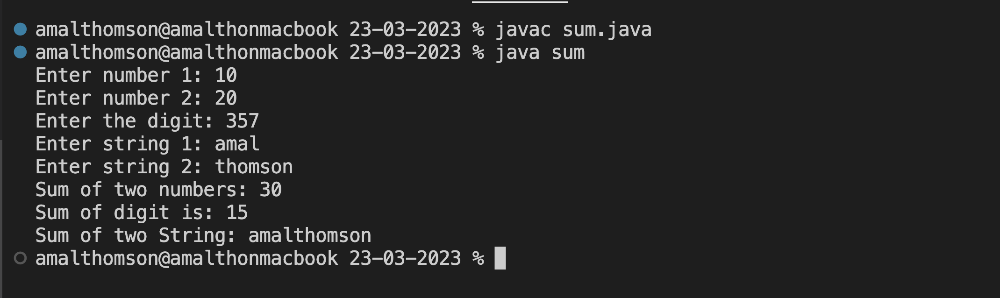 amalthomson@amalthonmacbook 23-03-2023 % javac sum.java
amalthomson@amalthonmacbook 23-03-2023 % java sum
Enter number 1: 10
Enter number 2: 20
Enter the digit: 357
Enter string 1: amal
Enter string 2: thomson
Sum of two numbers: 30
Sum of digit is: 15
Sum of two String: amalthomson
amalthomson@amalthonmacbook 23-03-2023 %